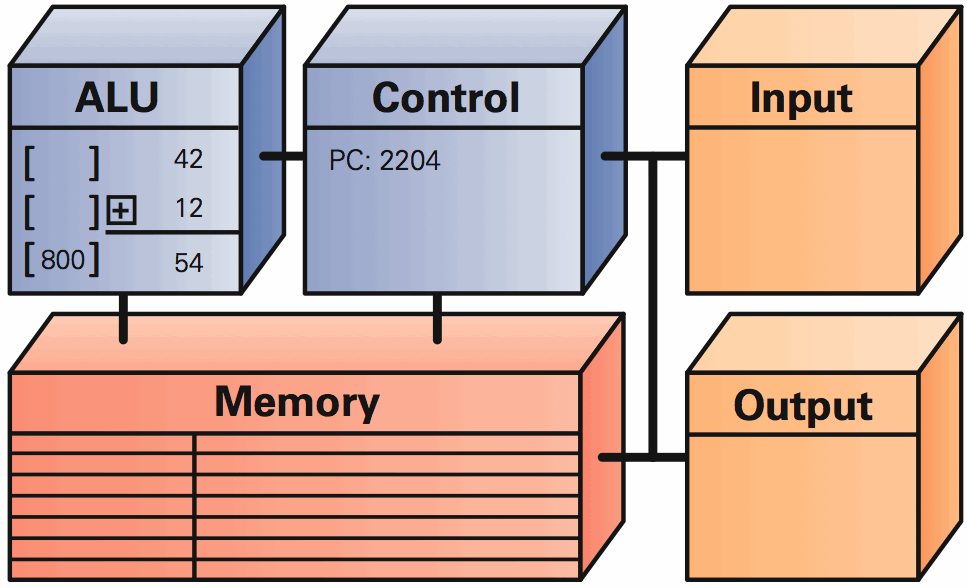 ALU
[ ] 42
[ ] + 12
[ 800 ] 54
Control
PC: 2204
Input
Memory
Output